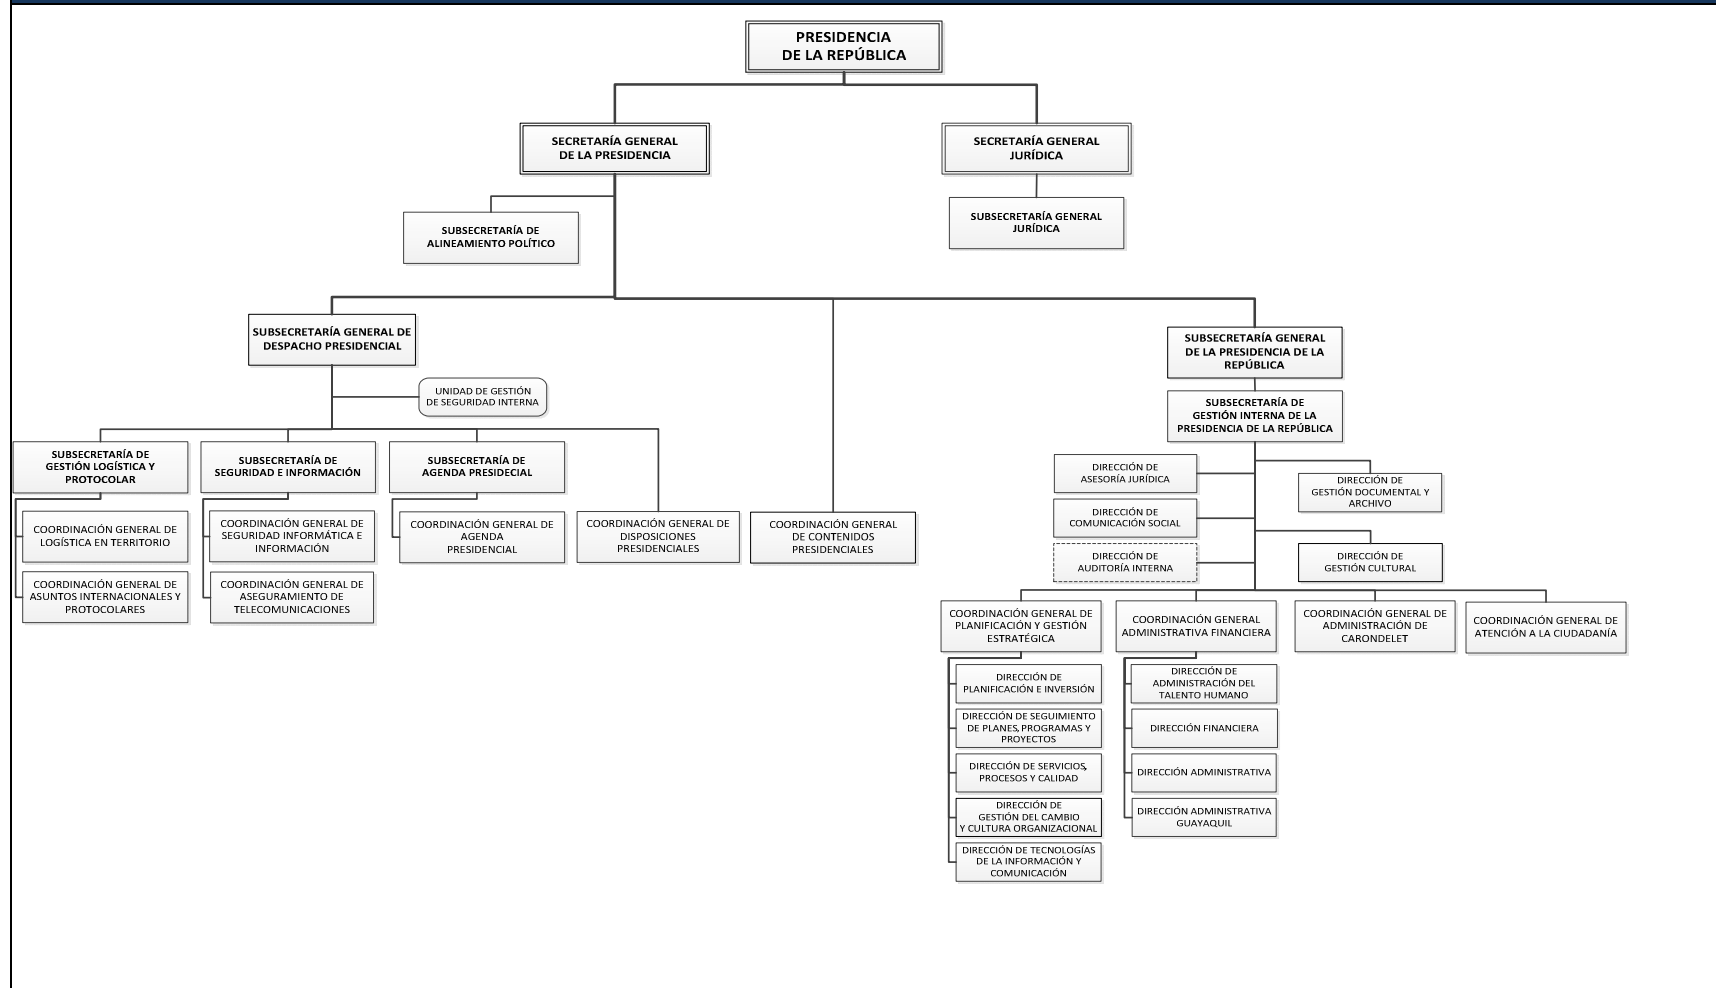 PRESIDENCIA
DE LA REPÚBLICA
SECRETARÍA GENERAL
DE LA PRESIDENCIA
SECRETARÍA GENERAL
JURÍDICA
SUBSECRETARÍA DE
ALINEAMIENTO POLÍTICO
SUBSECRETARÍA GENERAL
JURÍDICA
SUBSECRETARÍA GENERAL DE
DESPACHO PRESIDENCIAL
SUBSECRETARÍA GENERAL
DE LA PRESIDENCIA DE LA
REPÚBLICA
UNIDAD DE GESTIÓN
DE SEGURIDAD INTERNA
SUBSECRETARÍA DE
GESTIÓN INTERNA DE LA
PRESIDENCIA DE LA REPÚBLICA
SUBSECRETARÍA DE
GESTIÓN LOGÍSTICA Y
PROTOCOLAR
SUBSECRETARÍA DE
SEGURIDAD E INFORMACIÓN
SUBSECRETARÍA DE
AGENDA PRESIDECIAL
COORDINACIÓN GENERAL DE
LOGÍSTICA EN TERRITORIO
COORDINACIÓN GENERAL DE
SEGURIDAD INFORMÁTICA E
INFORMACIÓN
COORDINACIÓN GENERAL DE
AGENDA
PRESIDENCIAL
COORDINACIÓN GENERAL DE
DISPOSICIONES
PRESIDENCIALES
COORDINACIÓN GENERAL
DE CONTENIDOS
PRESIDENCIALES
COORDINACIÓN GENERAL DE
ASUNTOS INTERNACIONALES Y
PROTOCOLARES
COORDINACIÓN GENERAL DE
ASEGURAMIENTO DE
TELECOMUNICACIONES
DIRECCIÓN DE
ASESORÍA JURÍDICA
DIRECCIÓN DE
GESTIÓN DOCUMENTAL Y
ARCHIVO
DIRECCIÓN DE
COMUNICACIÓN SOCIAL
DIRECCIÓN DE
AUDITORÍA INTERNA
DIRECCIÓN DE
GESTIÓN CULTURAL
COORDINACIÓN GENERAL DE
PLANIFICACIÓN Y GESTIÓN
ESTRATÉGICA
COORDINACIÓN GENERAL
ADMINISTRATIVA FINANCIERA
COORDINACIÓN GENERAL DE
ADMINISTRACIÓN DE
CARONDELET
COORDINACIÓN GENERAL DE
ATENCIÓN A LA CIUDADANÍA
DIRECCIÓN DE
PLANIFICACIÓN E INVERSIÓN
DIRECCIÓN DE SEGUIMIENTO
DE PLANES, PROGRAMAS Y
PROYECTOS
DIRECCIÓN DE SERVICIOS,
PROCESOS Y CALIDAD
DIRECCIÓN DE
GESTIÓN DEL CAMBIO
Y CULTURA ORGANIZACIONAL
DIRECCIÓN DE TECNOLOGÍAS
DE LA INFORMACIÓN Y
COMUNICACIÓN
DIRECCIÓN DE
ADMINISTRACIÓN DEL
TALENTO HUMANO
DIRECCIÓN FINANCIERA
DIRECCIÓN ADMINISTRATIVA
DIRECCIÓN ADMINISTRATIVA
GUAYAQUIL